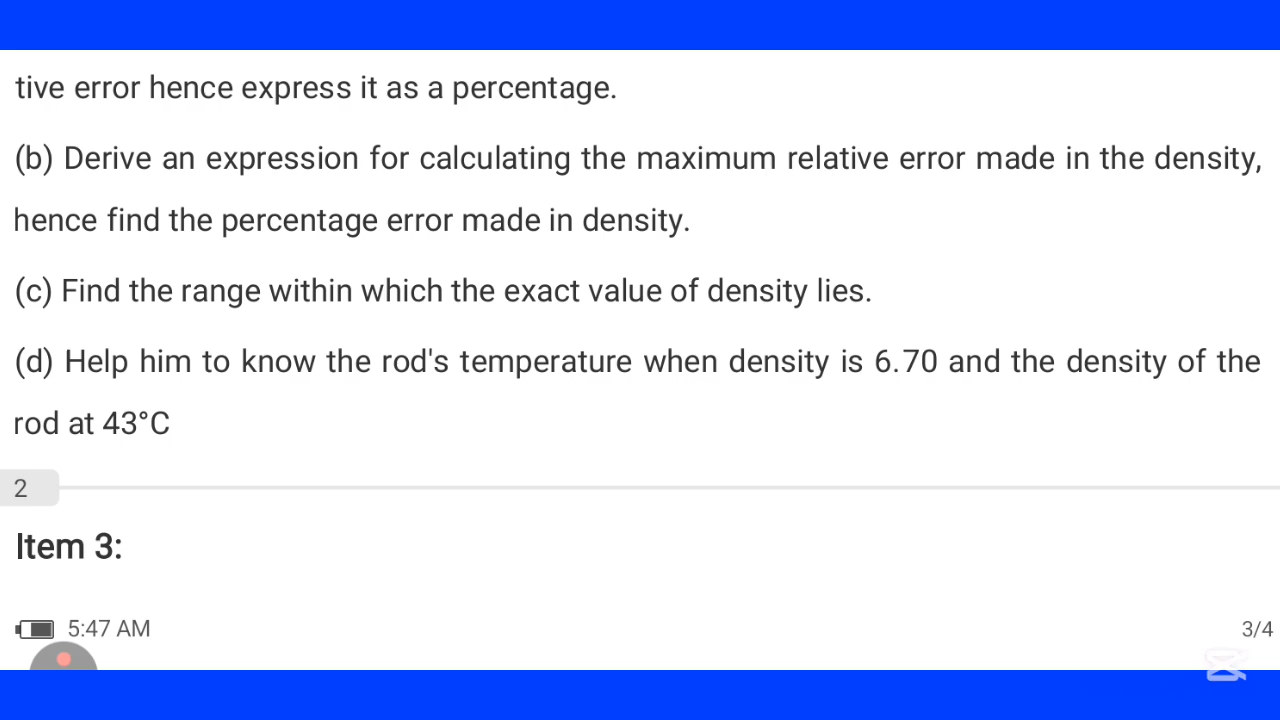 tive error hence express it as a percentage.
(b) Derive an expression for calculating the maximum relative error made in the density,
hence find the percentage error made in density.
(c) Find the range within which the exact value of density lies.
(d) Help him to know the rod's temperature when density is 6.70 and the density of the
rod at 43°C
2
Item 3:
5:47 AM
3/4